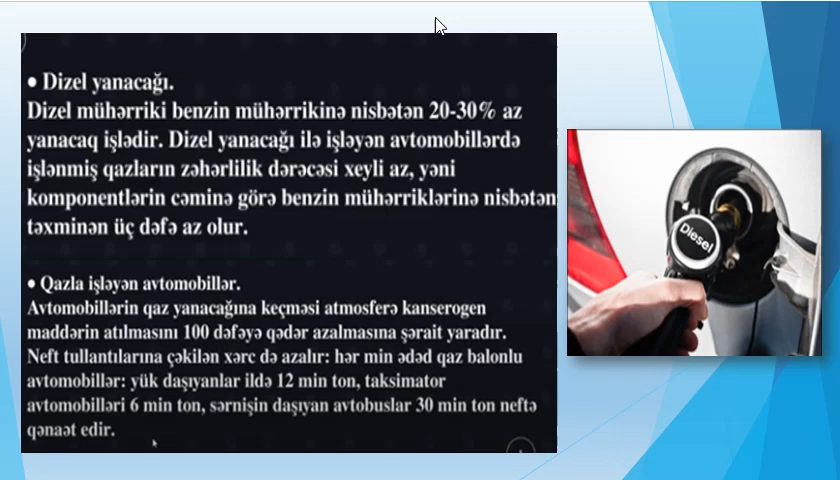 • Dizel yanacağı.
Dizel mühərriki benzin mühərrikinə nisbətən 20-30% az
yanacaq işlədir. Dizel yanacağı ilə işləyən avtomobillərdə
işlənmiş qazların zəhərlilik dərəcəsi xeyli az, yəni
komponentlərin cəminə görə benzin mühərriklərinə nisbətən
təxminən üç dəfə az olur.
• Qazla işləyən avtomobillər.
Avtomobillərin qaz yanacağına keçməsi atmosferə kanserogen
maddərin atılmasını 100 dəfəyə qədər azalmasına şərait yaradır.
Neft tullantılarına çəkilən xərc də azalır: hər min ədəd qaz balonlu
avtomobillər: yük daşıyanlar ildə 12 min ton, taksimator
avtomobilləri 6 min ton, sərnişin daşıyan avtobuslar 30 min ton neftə
qənaət edir.
Diesel